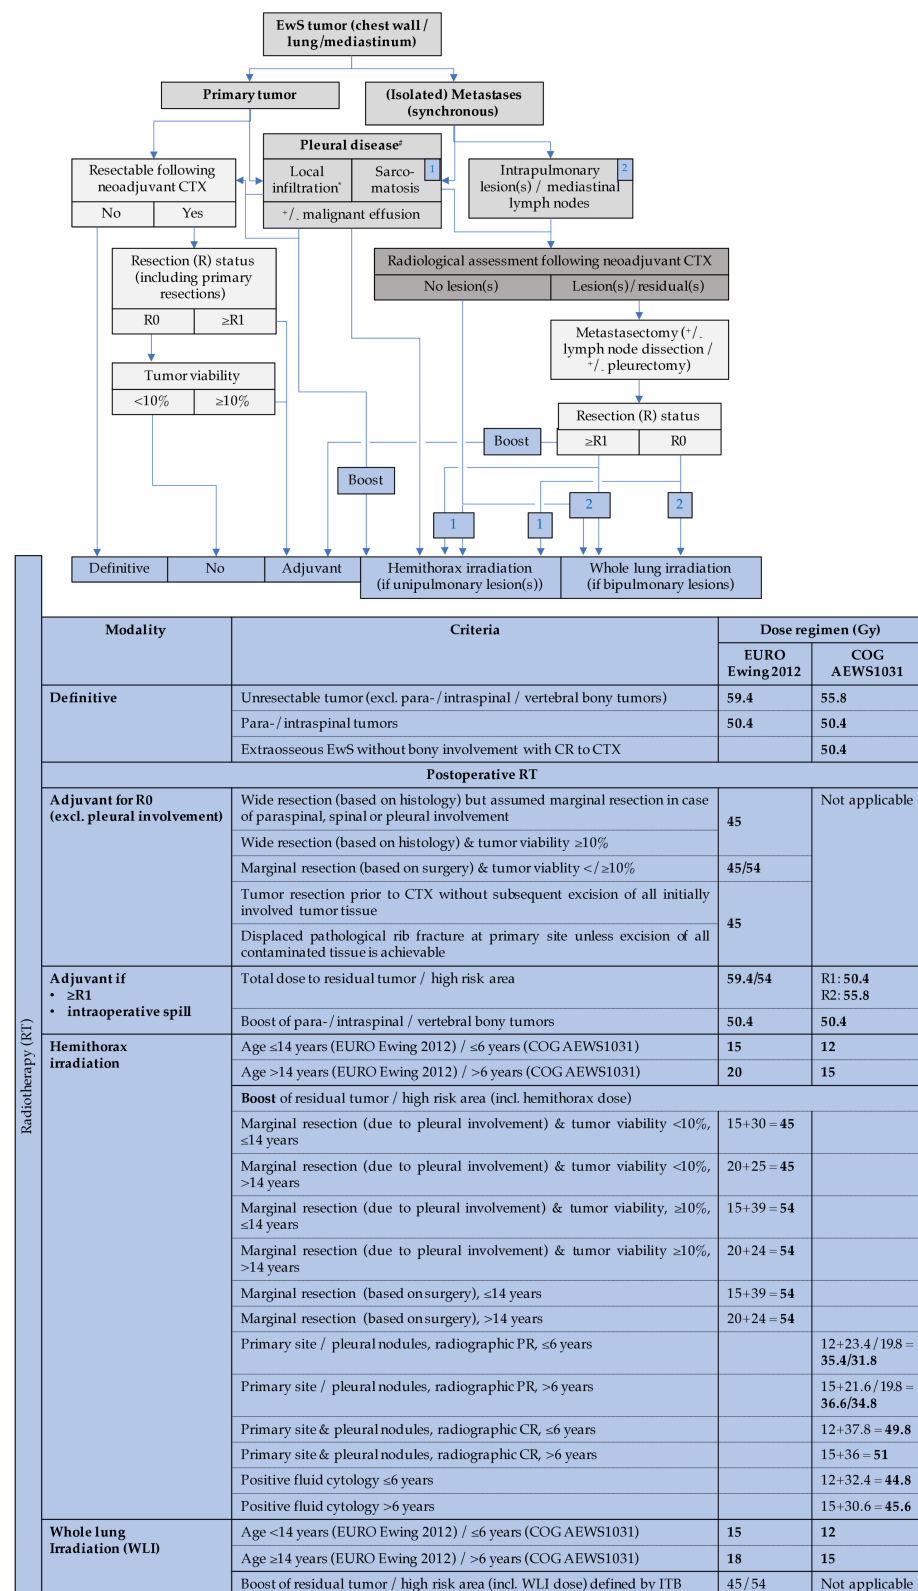 EwS tumor (chest wall /
lung /mediastinum)
Primary tumor
(Isolated) Metastases
(synchronous)
Resectable following
neoadjuvant CTX
No
Yes
Pleural disease#
Local
infiltration*
Sarco-
matosis
1
+/- malignant effusion
Intrapulmonary
lesion(s) / mediastinal
lymph nodes
2
Resection (R) status
(including primary
resections)
R0
≥R1
Radiological assessment following neoadjuvant CTX
No lesion(s)
Lesion(s)/residual(s)
Tumor viability
<10%
≥10%
Metastasectomy (+/-
lymph node dissection /
+/- pleurectomy)
Resection (R) status
≥R1
R0
Boost
Boost
1
1
2
2
Definitive
No
Adjuvant
Hemithorax irradiation
(if unipulmonary lesion(s))
Whole lung irradiation
(if bipulmonary lesions)
Radiotherapy (RT)
Modality
Criteria
Dose regimen (Gy)
EURO
Ewing 2012
COG
AEWS1031
Definitive
Unresectable tumor (excl. para-/intraspinal / vertebral bony tumors)
59.4
55.8
Para-/intraspinal tumors
50.4
50.4
Extraosseous EwS without bony involvement with CR to CTX
50.4
Postoperative RT
Adjuvant for R0
(excl. pleural involvement)
Wide resection (based on histology) but assumed marginal resection in case
of paraspinal, spinal or pleural involvement
45
Not applicable
Wide resection (based on histology) & tumor viability ≥10%
Marginal resection (based on surgery) & tumor viablity </≥10%
45/54
Tumor resection prior to CTX without subsequent excision of all initially
involved tumor tissue
45
Displaced pathological rib fracture at primary site unless excision of all
contaminated tissue is achievable
Adjuvant if
• ≥R1
• intraoperative spill
Total dose to residual tumor / high risk area
59.4/54
R1: 50.4
R2: 55.8
Boost of para-/intraspinal / vertebral bony tumors
50.4
50.4
Hemithorax
irradiation
Age ≤14 years (EURO Ewing 2012) / ≤6 years (COG AEWS1031)
15
12
Age >14 years (EURO Ewing 2012) / >6 years (COG AEWS1031)
20
15
Boost of residual tumor / high risk area (incl. hemithorax dose)
Marginal resection (due to pleural involvement) & tumor viability <10%,
≤14 years
15+30 = 45
Marginal resection (due to pleural involvement) & tumor viability <10%,
>14 years
20+25 = 45
Marginal resection (due to pleural involvement) & tumor viability, ≥10%,
≤14 years
15+39 = 54
Marginal resection (due to pleural involvement) & tumor viability ≥10%,
>14 years
20+24 = 54
Marginal resection (based on surgery), ≤14 years
15+39 = 54
Marginal resection (based on surgery), >14 years
20+24 = 54
Primary site / pleural nodules, radiographic PR, ≤6 years
12+23.4/19.8 =
35.4/31.8
Primary site / pleural nodules, radiographic PR, >6 years
15+21.6/19.8 =
36.6/34.8
Primary site & pleural nodules, radiographic CR, ≤6 years
12+37.8 = 49.8
Primary site & pleural nodules, radiographic CR, >6 years
15+36 = 51
Positive fluid cytology ≤6 years
12+32.4 = 44.8
Positive fluid cytology >6 years
15+30.6 = 45.6
Whole lung
Irradiation (WLI)
Age <14 years (EURO Ewing 2012) / ≤6 years (COG AEWS1031)
15
12
Age ≥14 years (EURO Ewing 2012) / >6 years (COG AEWS1031)
18
15
Boost of residual tumor / high risk area (incl. WLI dose) defined by ITB
45/54
Not applicable